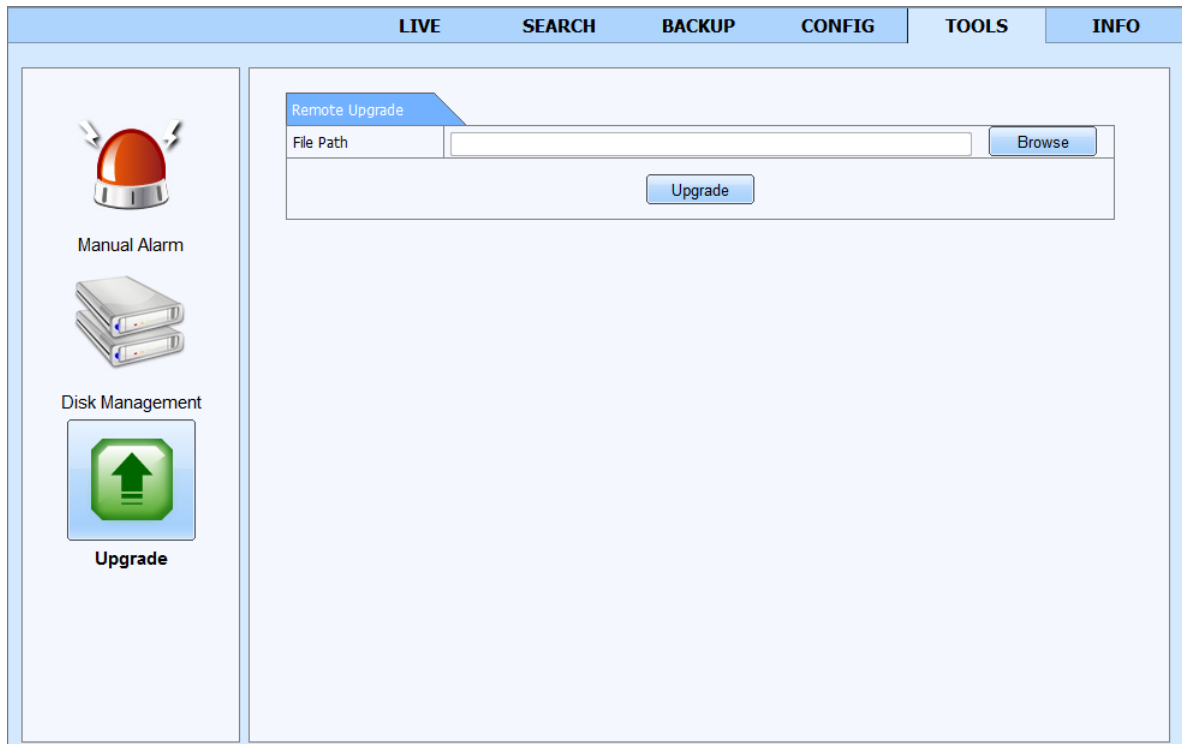 LIVE SEARCH BACKUP CONFIG TOOLS INFO
Remote Upgrade
File Path
Browse
Upgrade
Manual Alarm
Disk Management
Upgrade